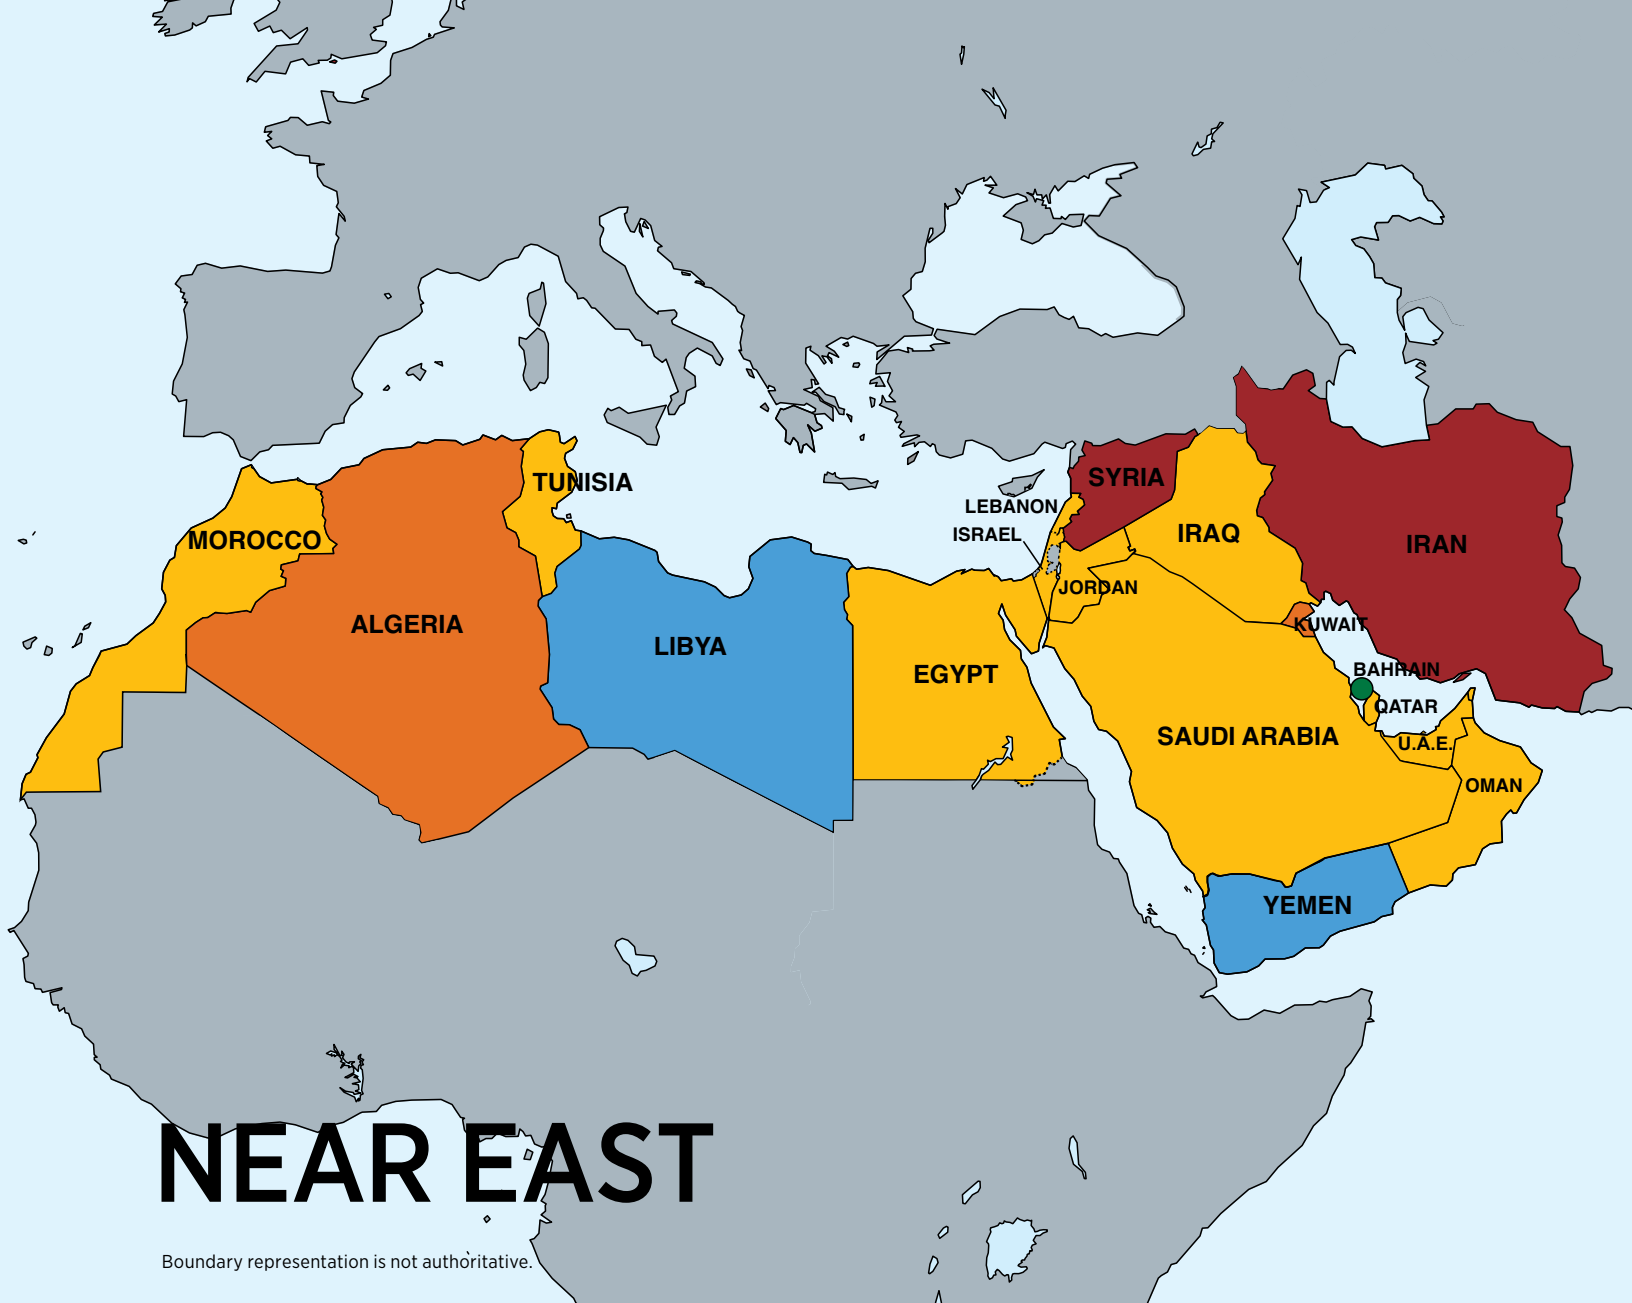 SYRIA
TUNISIA
LEBANON
ISRAEL
IRAQ
MOROCCO
IRAN
JORDAN
ALGERIA
KUWAIT
LIBYA
BAHRAIN
EGYPT
QATAR
SAUDI ARABIA
U.A.E.
OMAN
YEMEN
NEAR EAST
Boundary representation is not authoritative.